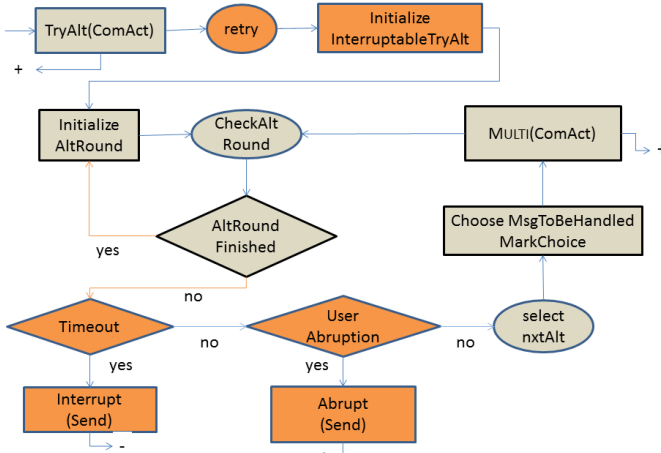 TryAlt(ComAct)
retry
Initialize
InterruptableTryAlt
+
Initialize
AltRound
CheckAlt
Round
MULTI(ComAct)
Choose MsgToBeHandled
MarkChoice
AltRound
Finished
yes
no
Timeout
no
User
Abruption
no
select
nxtAlt
yes
yes
Interrupt
(Send)
-
Abrupt
(Send)